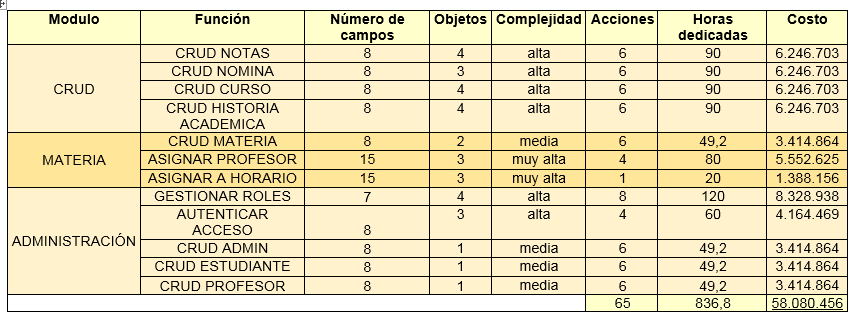 Modulo Función Número de campos Objetos Complejidad Acciones Horas dedicadas Costo
CRUD CRUD NOTAS 8 4 alta 6 90 6.246.703
CRUD NOMINA 8 3 alta 6 90 6.246.703
CRUD CURSO 8 4 alta 6 90 6.246.703
CRUD HISTORIA ACADEMICA 8 4 alta 6 90 6.246.703
MATERIA CRUD MATERIA 8 2 media 6 49,2 3.414.864
ASIGNAR PROFESOR 15 3 muy alta 4 80 5.552.625
ASIGNAR A HORARIO 15 3 muy alta 1 20 1.388.156
ADMINISTRACIÓN GESTIONAR ROLES 7 4 alta 8 120 8.328.938
AUTENTICAR ACCESO 8 3 alta 4 60 4.164.469
CRUD ADMIN 8 1 media 6 49,2 3.414.864
CRUD ESTUDIANTE 8 1 media 6 49,2 3.414.864
CRUD PROFESOR 8 1 media 6 49,2 3.414.864
65 836,8 58.080.456